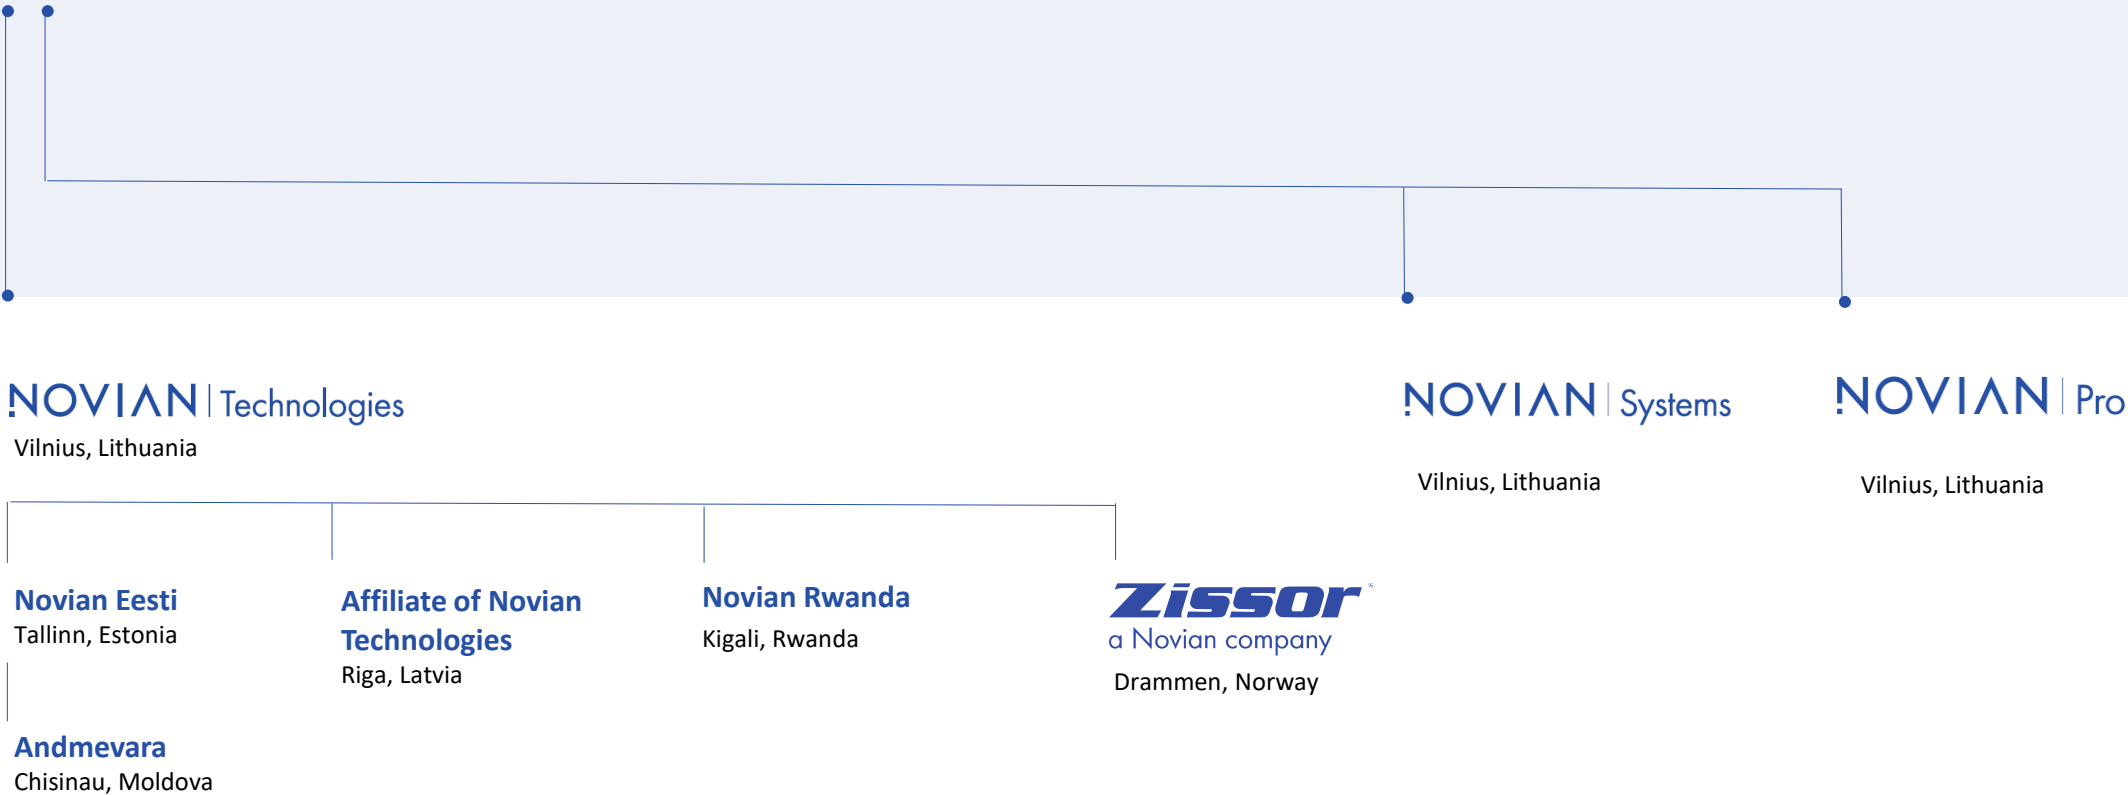 NOVIAN | Technologies
Vilnius, Lithuania
NOVIAN | Systems
Vilnius, Lithuania
NOVIAN | Pro
Vilnius, Lithuania
Novian Eesti
Tallinn, Estonia
Affiliate of Novian
Technologies
Riga, Latvia
Novian Rwanda
Kigali, Rwanda
Zissor
a Novian company
Drammen, Norway
Andmevara
Chisinau, Moldova